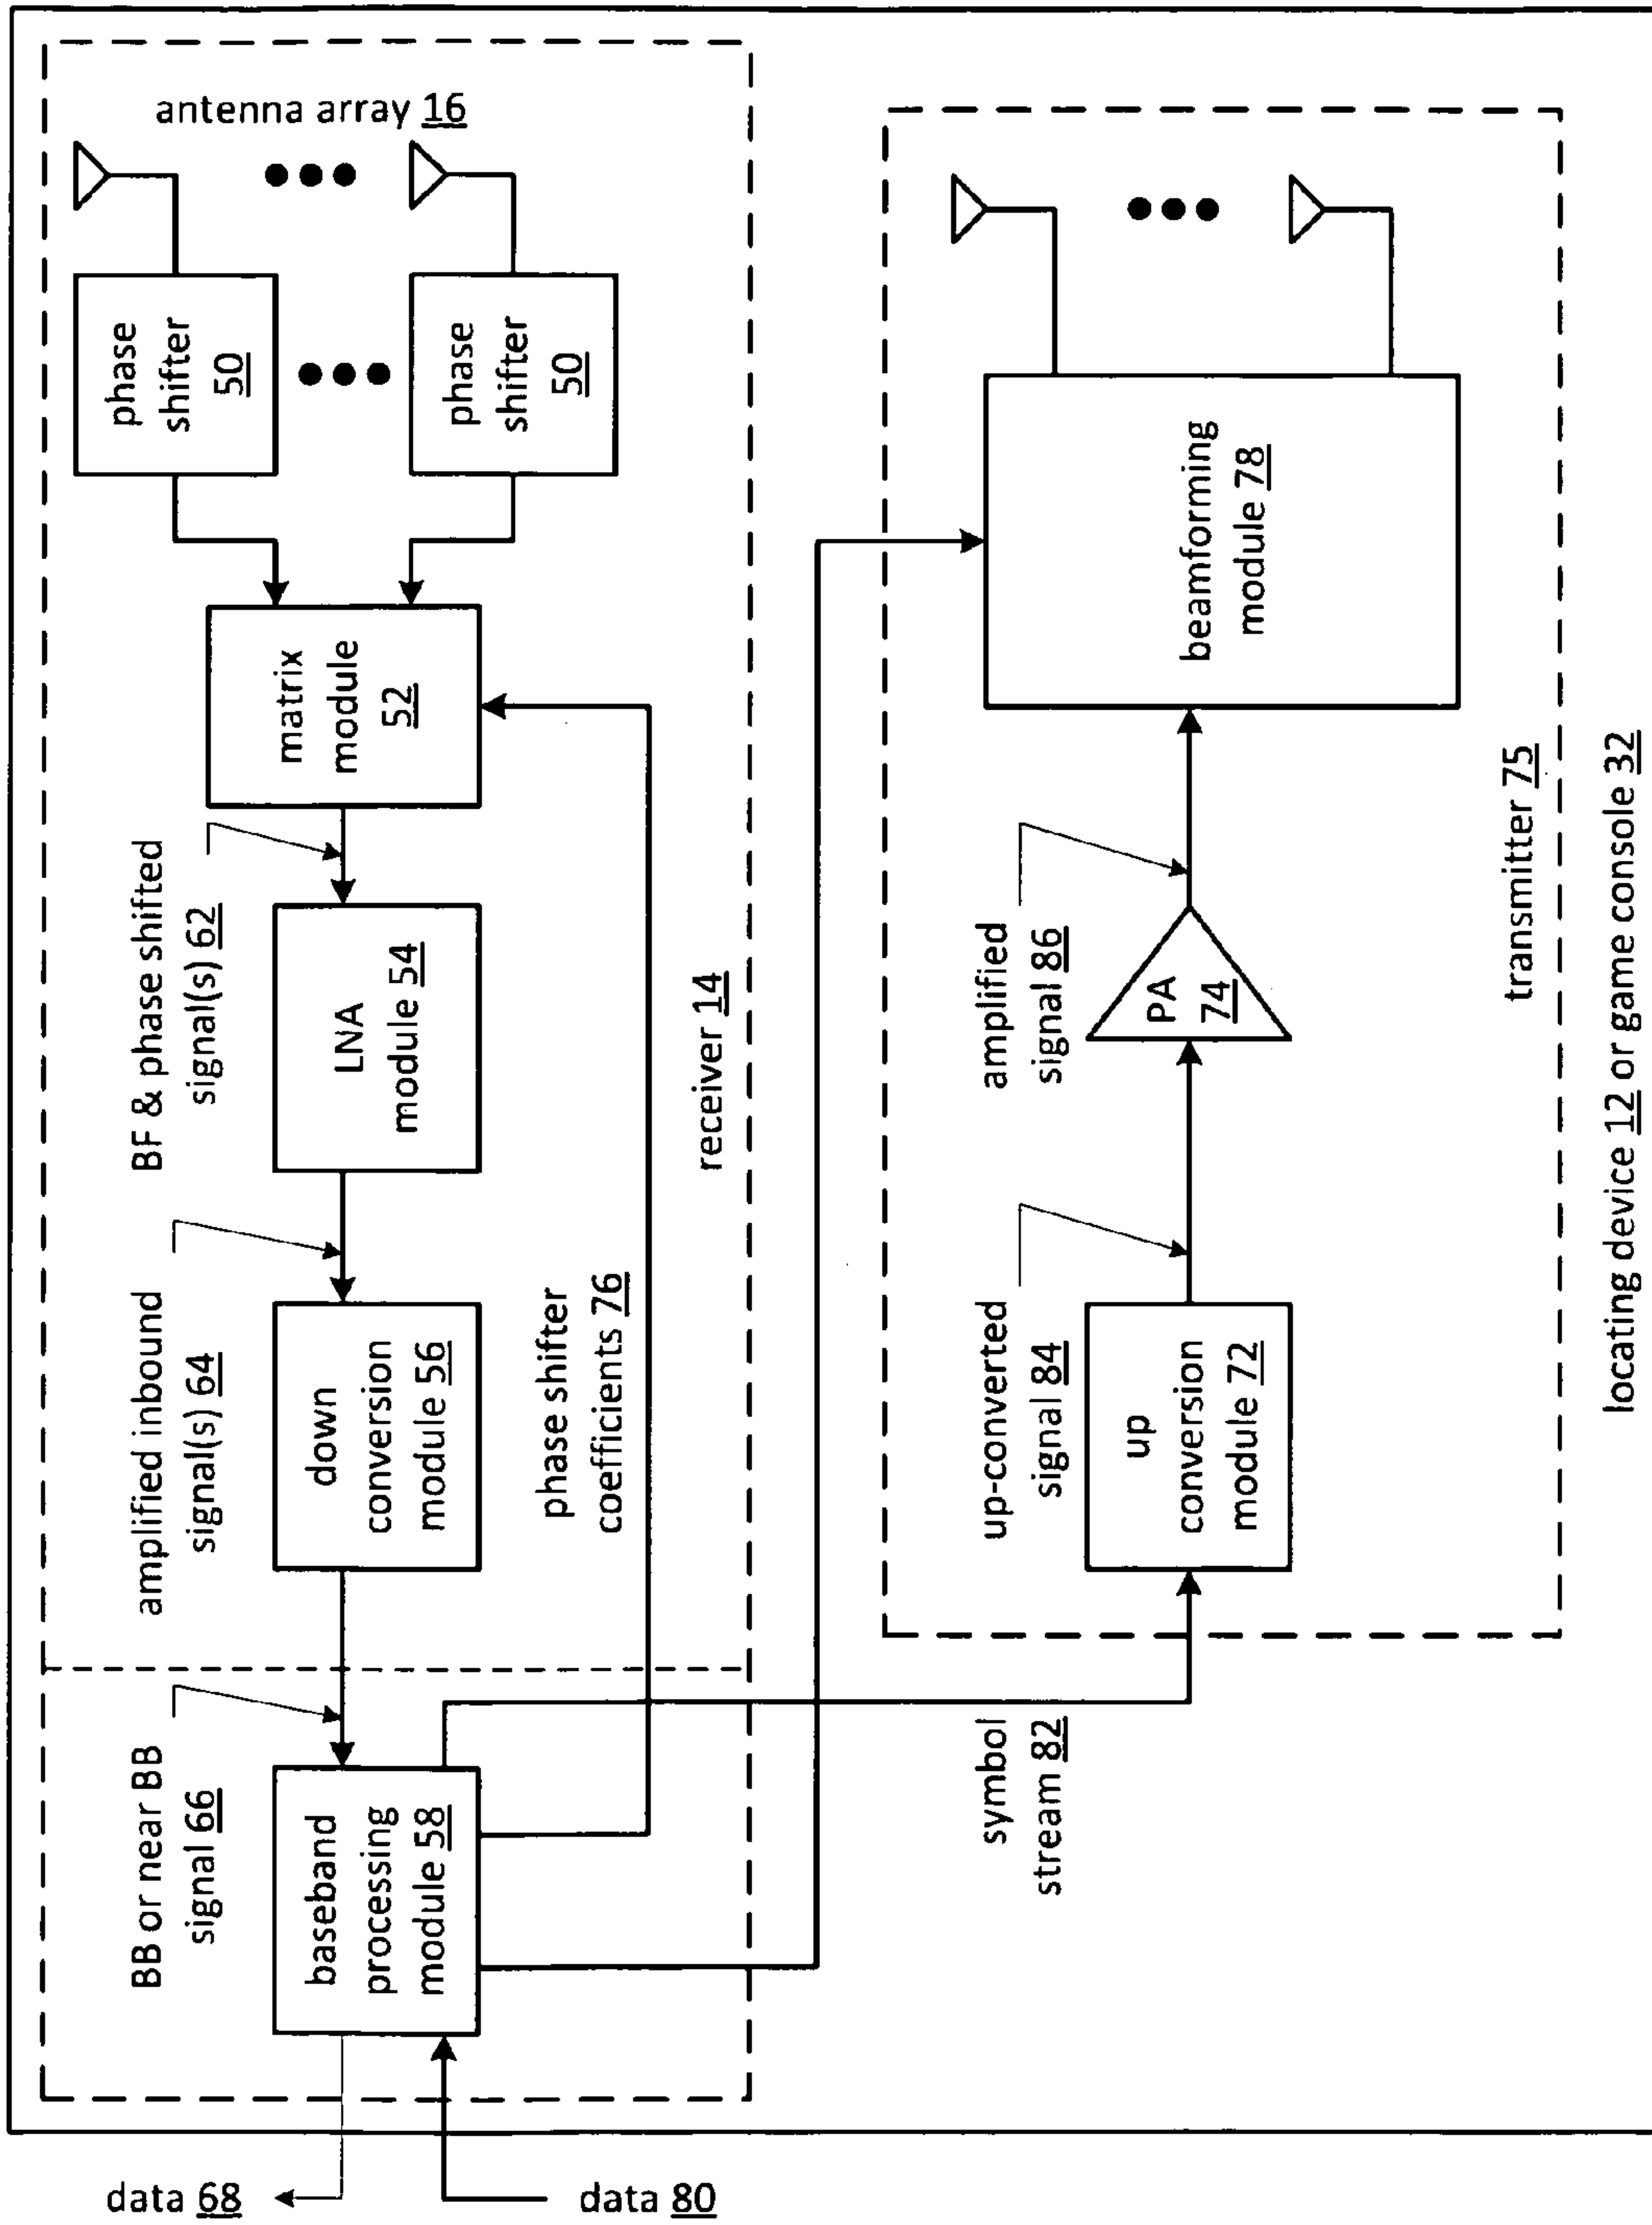 antenna array 16
phase
shifter
50
phase
shifter
50
matrix
module
52
BF & phase shifted
signal(s) 62
LNA
module 54
amplified inbound
signal(s) 64
down
conversion
module 56
BB or near BB
signal 66
baseband
processing
module 58
phase shifter
coefficients 76
receiver 14
data 68
data 80
symbol
stream 82
up-converted
signal 84
up
conversion
module 72
amplified
signal 86
PA
74
beamforming
module 78
transmitter 75
locating device 12 or game console 32